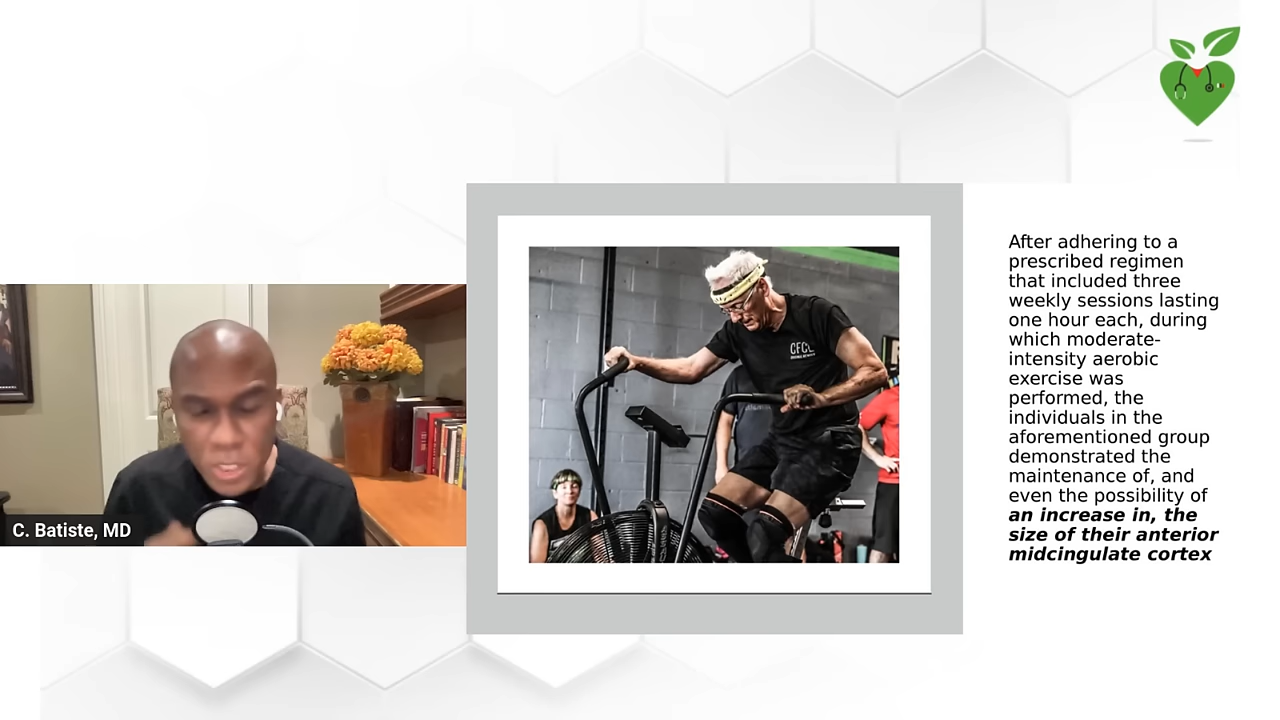 After adhering to a
prescribed regimen
that included three
weekly sessions lasting
one hour each, during
which moderate-
intensity aerobic
exercise was
performed, the
individuals in the
aforementioned group
demonstrated the
maintenance of, and
even the possibility of
an increase in, the
size of their anterior
midcingulate cortex
C. Batiste, MD
CFCL